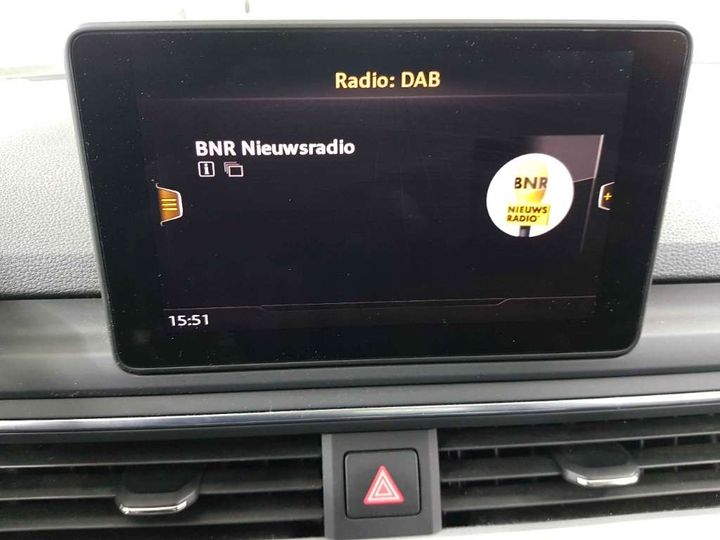 Radio: DAB
BNR Nieuwsradio
BNR
NIEUWS
RADIO
15:51